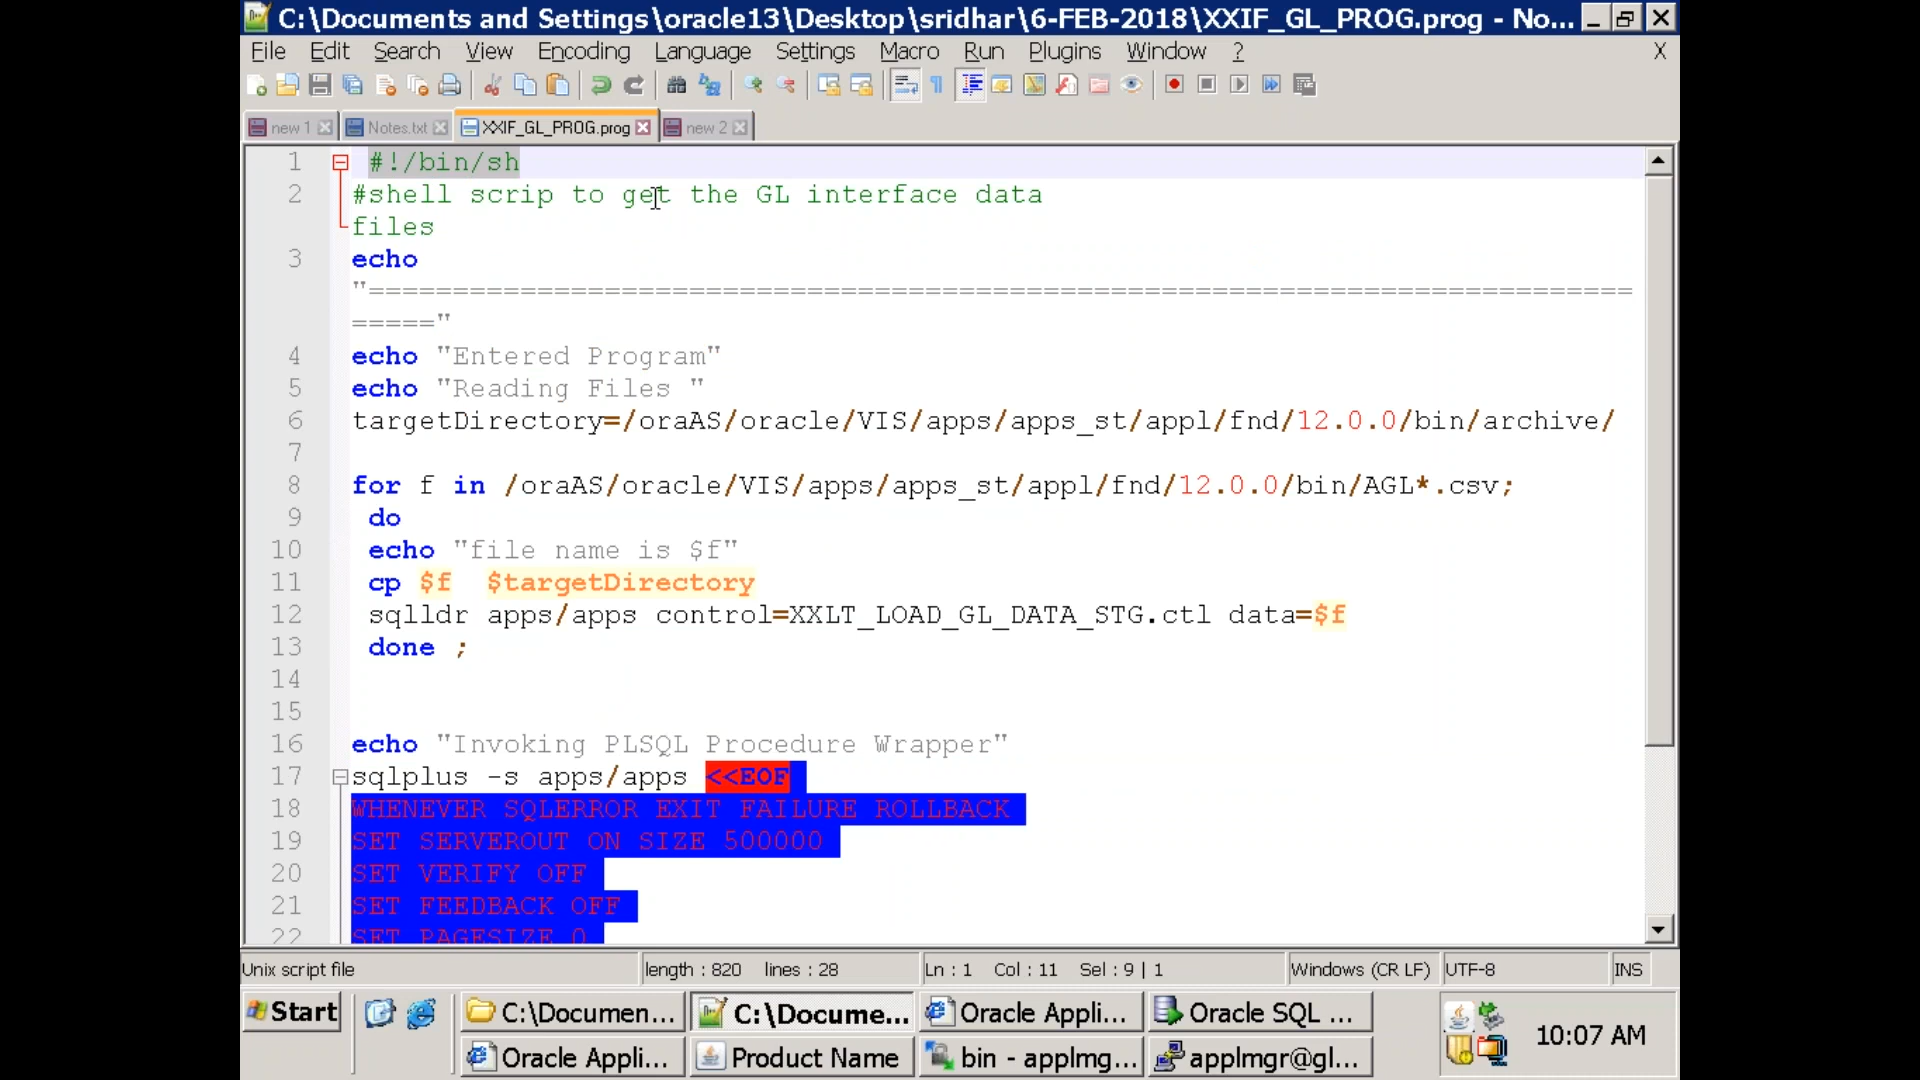 C:\Documents and Settings\oracle13\Desktop\sridhar\6-FEB-2018\XXIF_GL_PROG.prog - No...
File Edit Search View Encoding Language Settings Macro Run Plugins Window ? X
new 1 Notes.txt XXIF_GL_PROG.prog new 2
1 #!/bin/sh
2 #shell scrip to get the GL interface data
files
3 echo
"===========================================================================
====="
4 echo "Entered Program"
5 echo "Reading Files "
6 targetDirectory=/oraAS/oracle/VIS/apps/apps_st/appl/fnd/12.0.0/bin/archive/
7
8 for f in /oraAS/oracle/VIS/apps/apps_st/appl/fnd/12.0.0/bin/AGL*.csv;
9 do
10 echo "file name is $f"
11 cp $f $targetDirectory
12 sqlldr apps/apps control=XXLT_LOAD_GL_DATA_STG.ctl data=$f
13 done ;
14
15
16 echo "Invoking PLSQL Procedure Wrapper"
17 sqlplus -s apps/apps <<EOF
18 WHENEVER SQLERROR EXIT FAILURE ROLLBACK
19 SET SERVEROUT ON SIZE 500000
20 SET VERIFY OFF
21 SET FEEDBACK OFF
22 SET PAGESIZE 0
Unix script file length : 820 lines : 28 Ln : 1 Col : 11 Sel : 9 | 1 Windows (CR LF) UTF-8 INS
Start C:\Documen... C:\Docume... Oracle Appli... Oracle SQL ...
Oracle Appli... Product Name bin - applmg... applmgr@gl...
10:07 AM